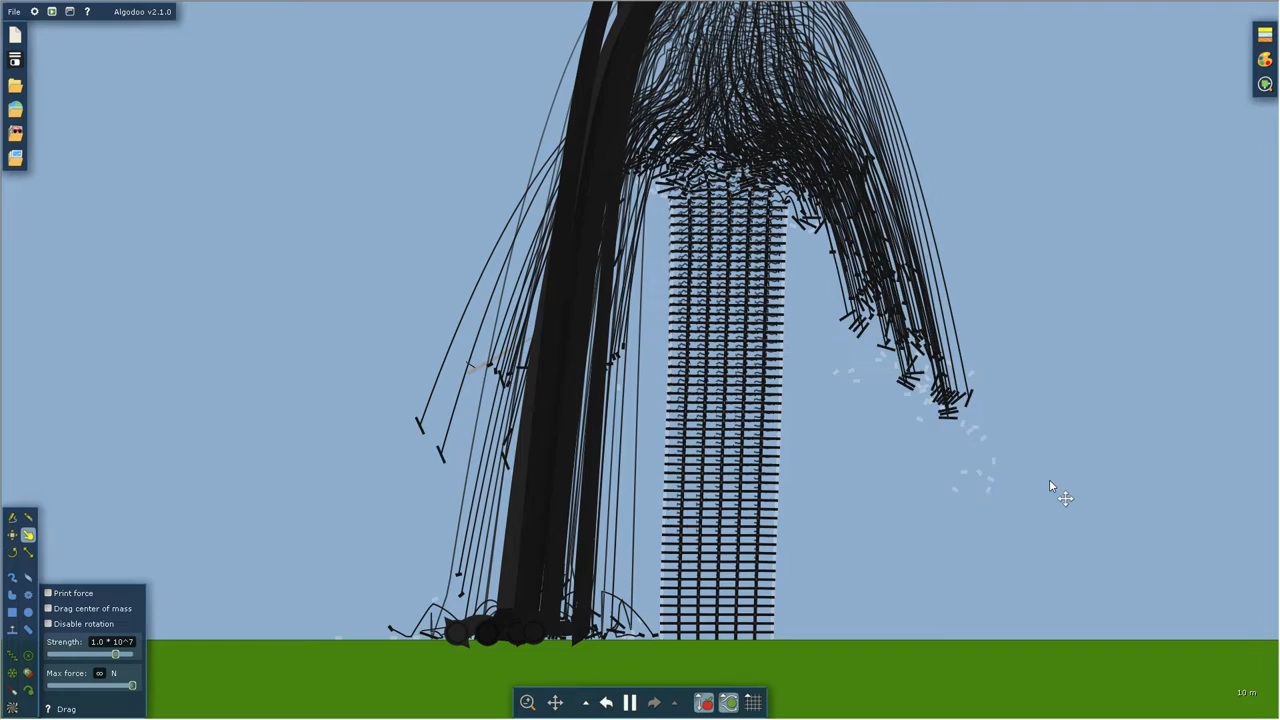 File
?
Algodoo v2.1.0
Print force
Drag center of mass
Disable rotation
Strength: 1.0 * 10^7
Max force: ∞ N
? Drag
10 m